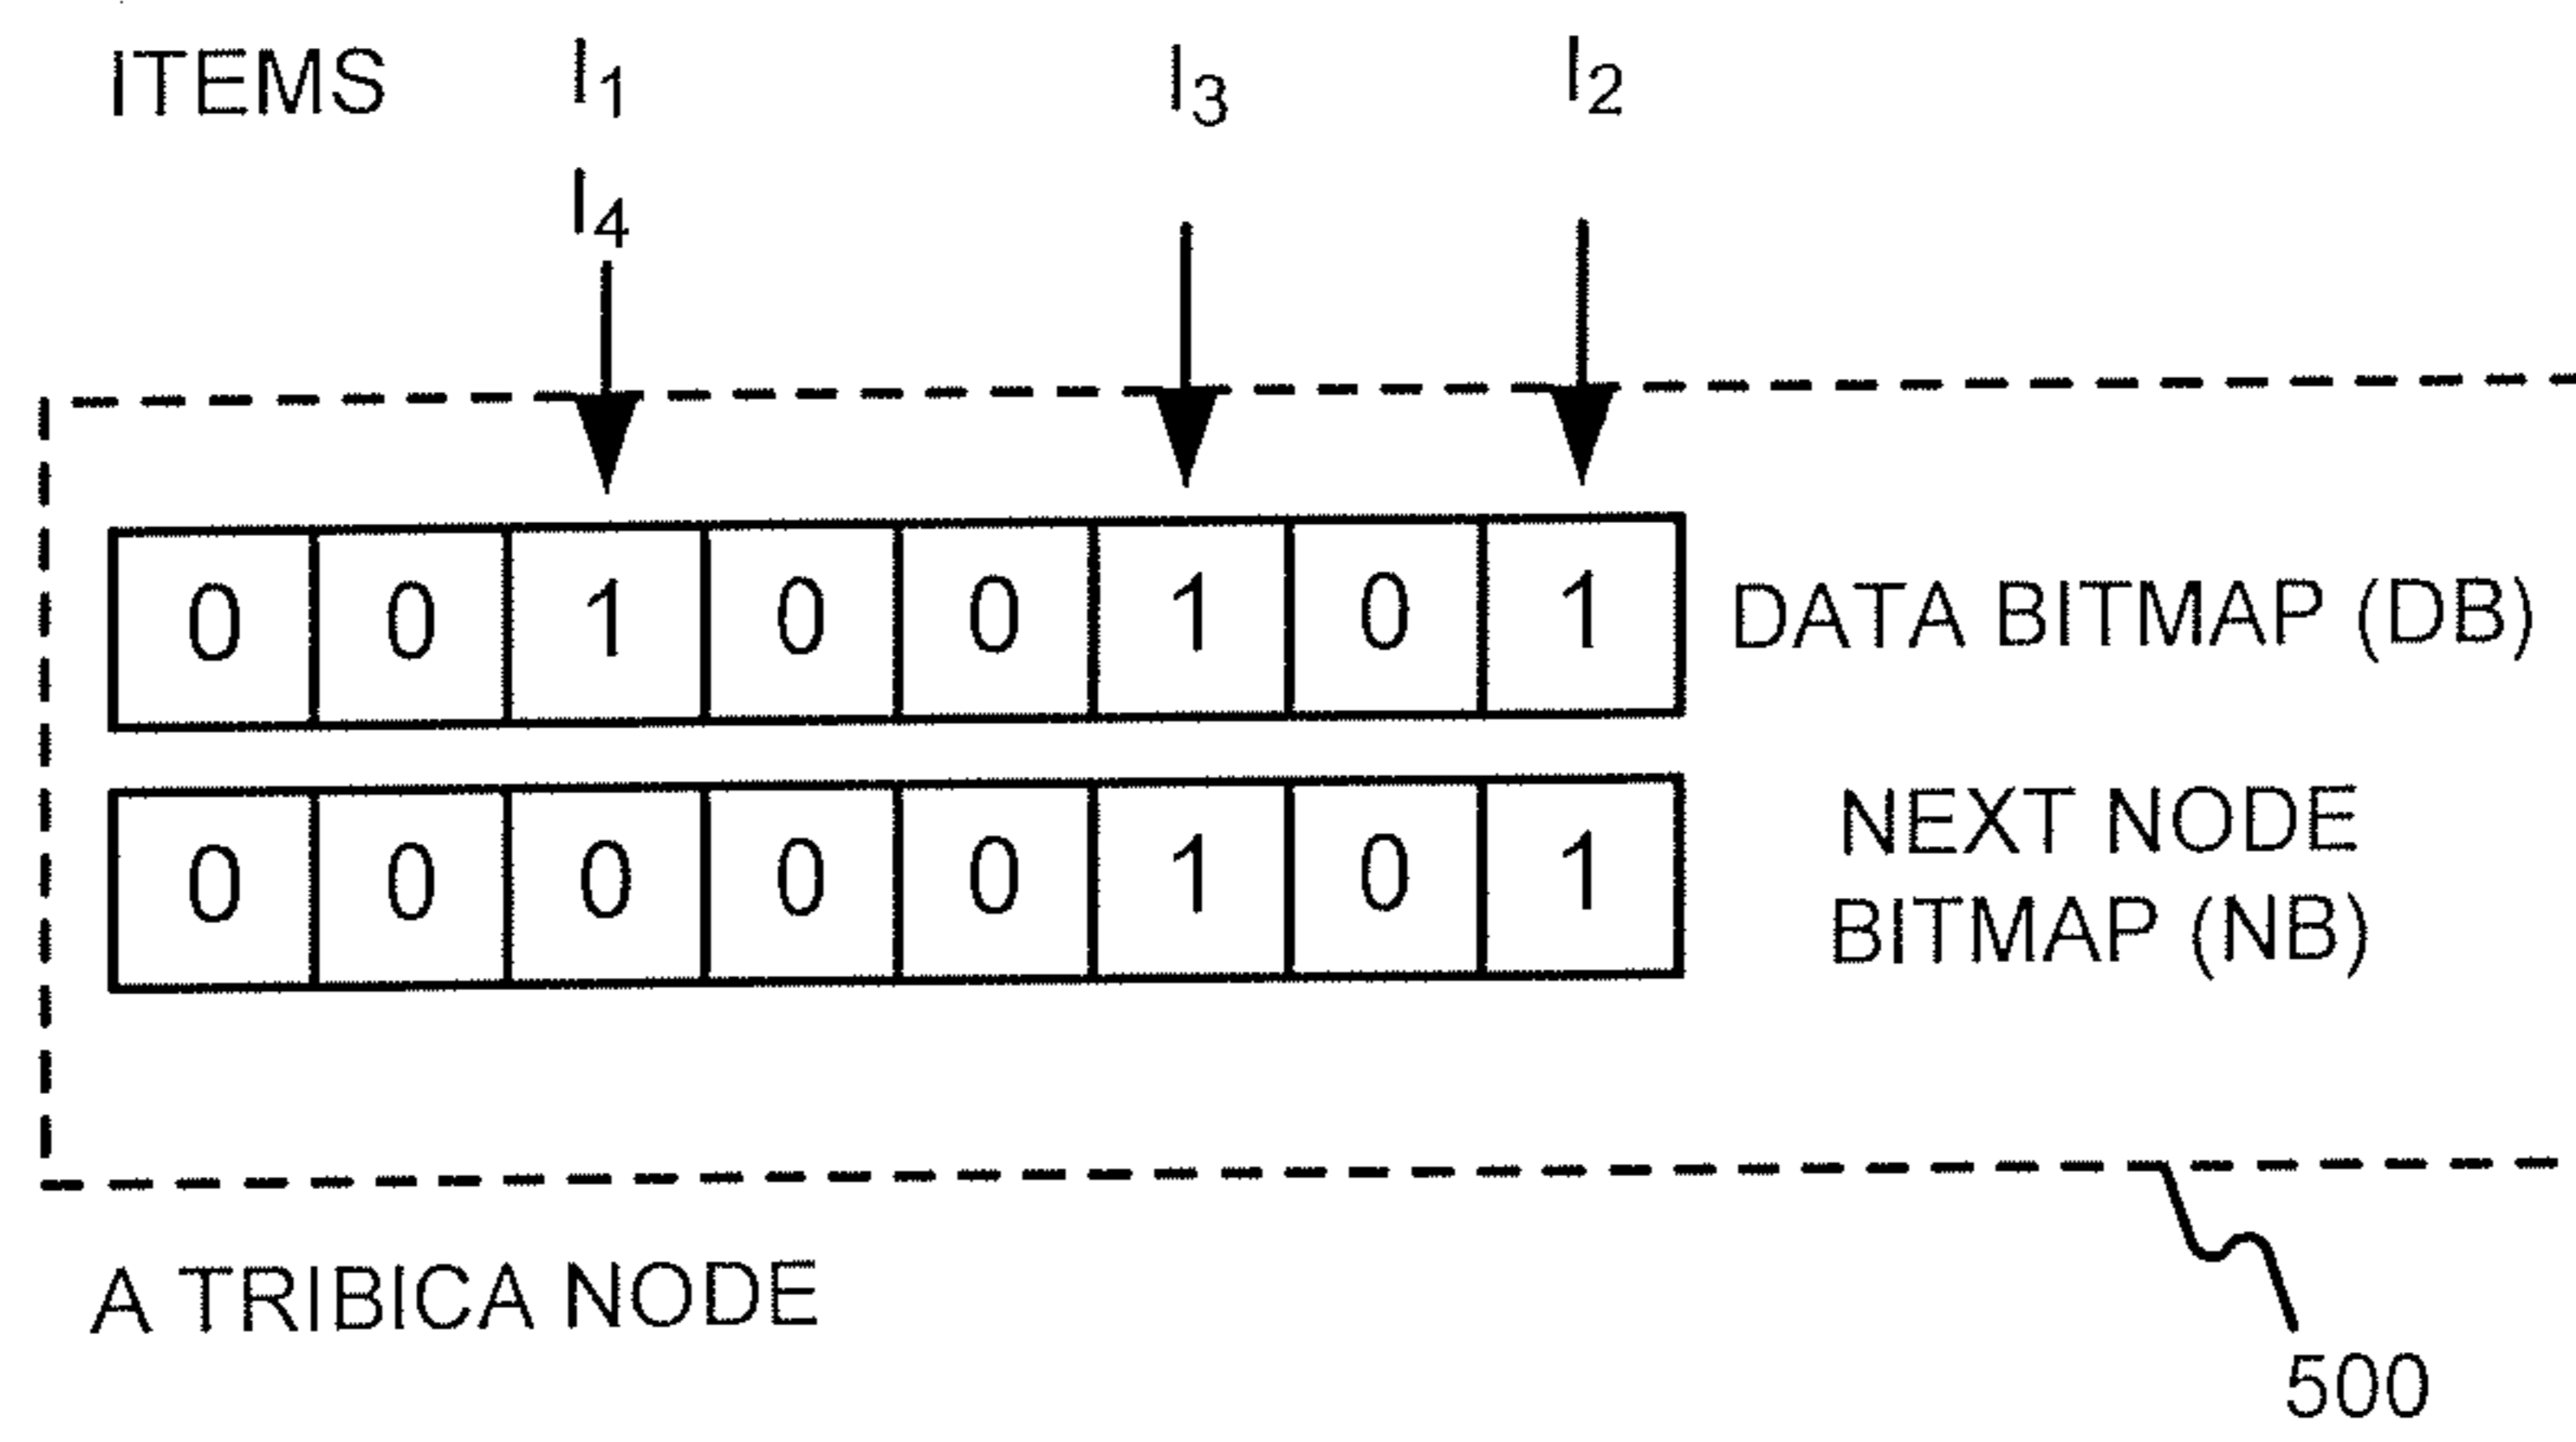 ITEMS I1 I3 I2
I4
0 0 1 0 0 1 0 1 DATA BITMAP (DB)
0 0 0 0 0 1 0 1 NEXT NODE
BITMAP (NB)
A TRIBICA NODE
500